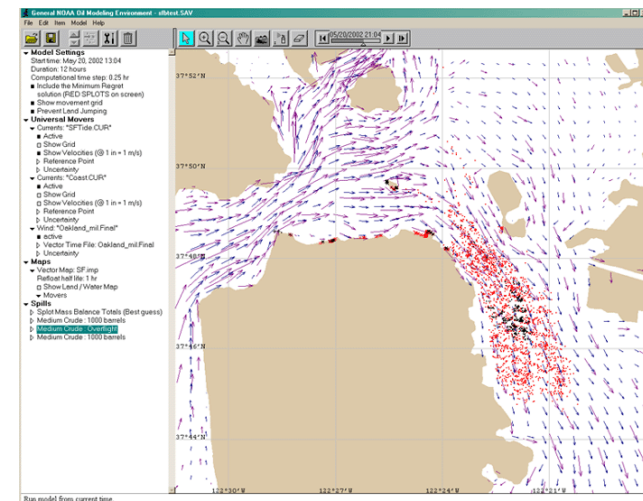 General NOAA Oil Modeling Environment - sfbtest.SAV
File Edit Item Model Help
05/20/2002 21:04
Model Settings
Start time: May 20, 2002 13:04
Duration: 12 hours
Computational time step: 0.25 hr
Include the Minimum Regret
solution (RED SPLOTS on screen)
Show movement grid
Prevent Land Jumping
Universal Movers
Currents: "SFTide.CUR"
Active
Show Grid
Show Velocities (@ 1 in = 1 m/s)
Reference Point
Uncertainty
Currents: "Coast.CUR"
Active
Show Grid
Show Velocities (@ 1 in = 1 m/s)
Reference Point
Uncertainty
Wind: "Oakland_mil.Final"
active
Vector Time File: Oakland_mil.Final
Uncertainty
Maps
Vector Map: SF.imp
Refloat half life: 1 hr
Show Land / Water Map
Movers
Spills
Splot Mass Balance Totals (Best guess)
Medium Crude : 1000 barrels
Medium Crude : Overflight
Medium Crude : 1000 barrels
37°52'N
37°50'N
37°48'N
37°46'N
37°44'N
122°30'W
122°27'W
122°24'W
122°21'W
Run model from current time